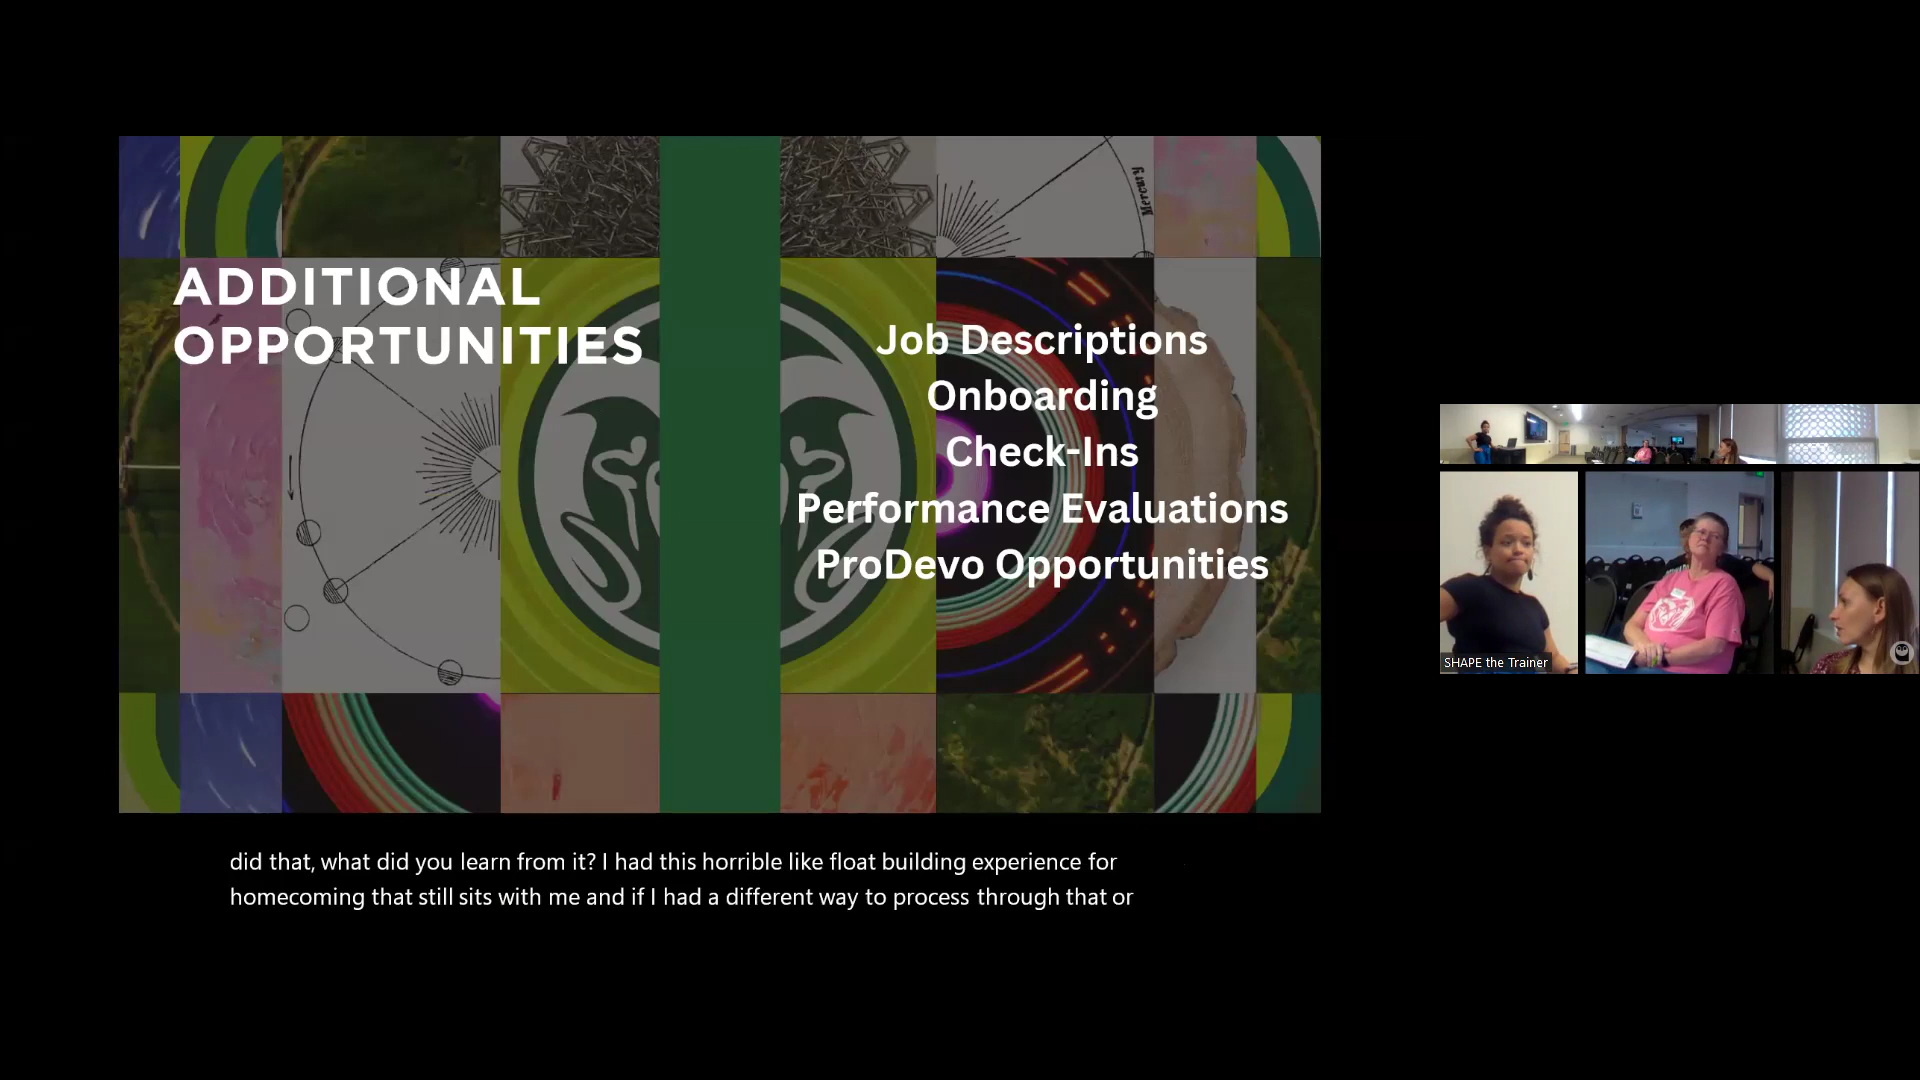 ADDITIONAL
OPPORTUNITIES
Mercury
Job Descriptions
Onboarding
Check-Ins
Performance Evaluations
ProDevo Opportunities
SHAPE the Trainer
did that, what did you learn from it? I had this horrible like float building experience for
homecoming that still sits with me and if I had a different way to process through that or